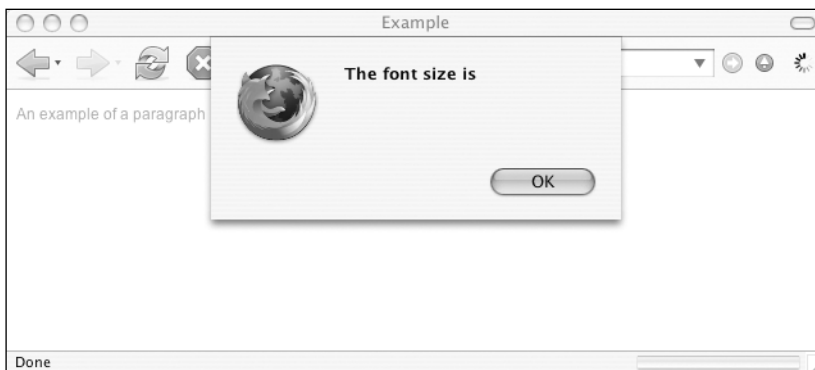 Example
The font size is
An example of a paragraph
OK
Done